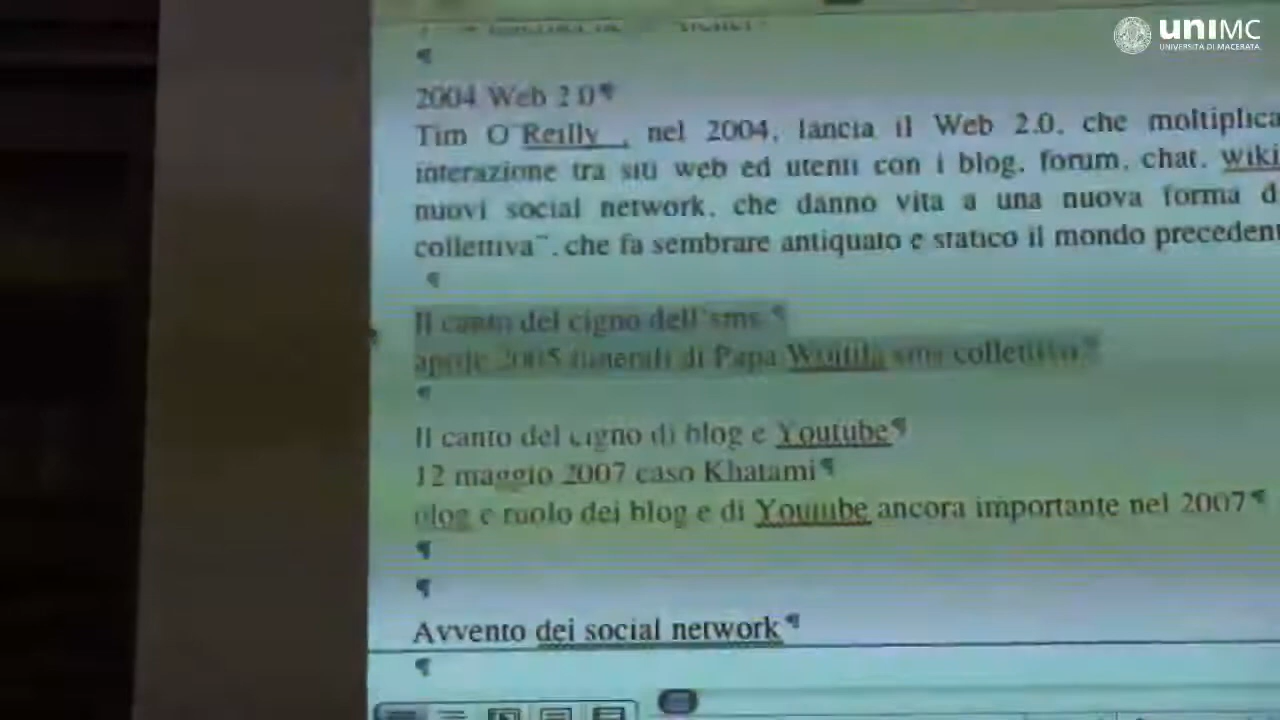 uniMC
UNIVERSITÀ DI MACERATA
2004 Web 2.0¶
Tim O'Reilly , nel 2004, lancia il Web 2.0, che moltiplica
interazione tra siti web ed utenti con i blog, forum, chat, wiki
nuovi social network, che danno vita a una nuova forma d
collettiva", che fa sembrare antiquato e statico il mondo precedent
¶
Il canto del cigno dell'sms ¶
aprile 2005 funerali di Papa Wojtila sms collettivo ¶
¶
Il canto del cigno di blog e Youtube¶
12 maggio 2007 caso Khatami¶
blog e ruolo dei blog e di Youtube ancora importante nel 2007¶
¶
¶
Avvento dei social network¶
¶